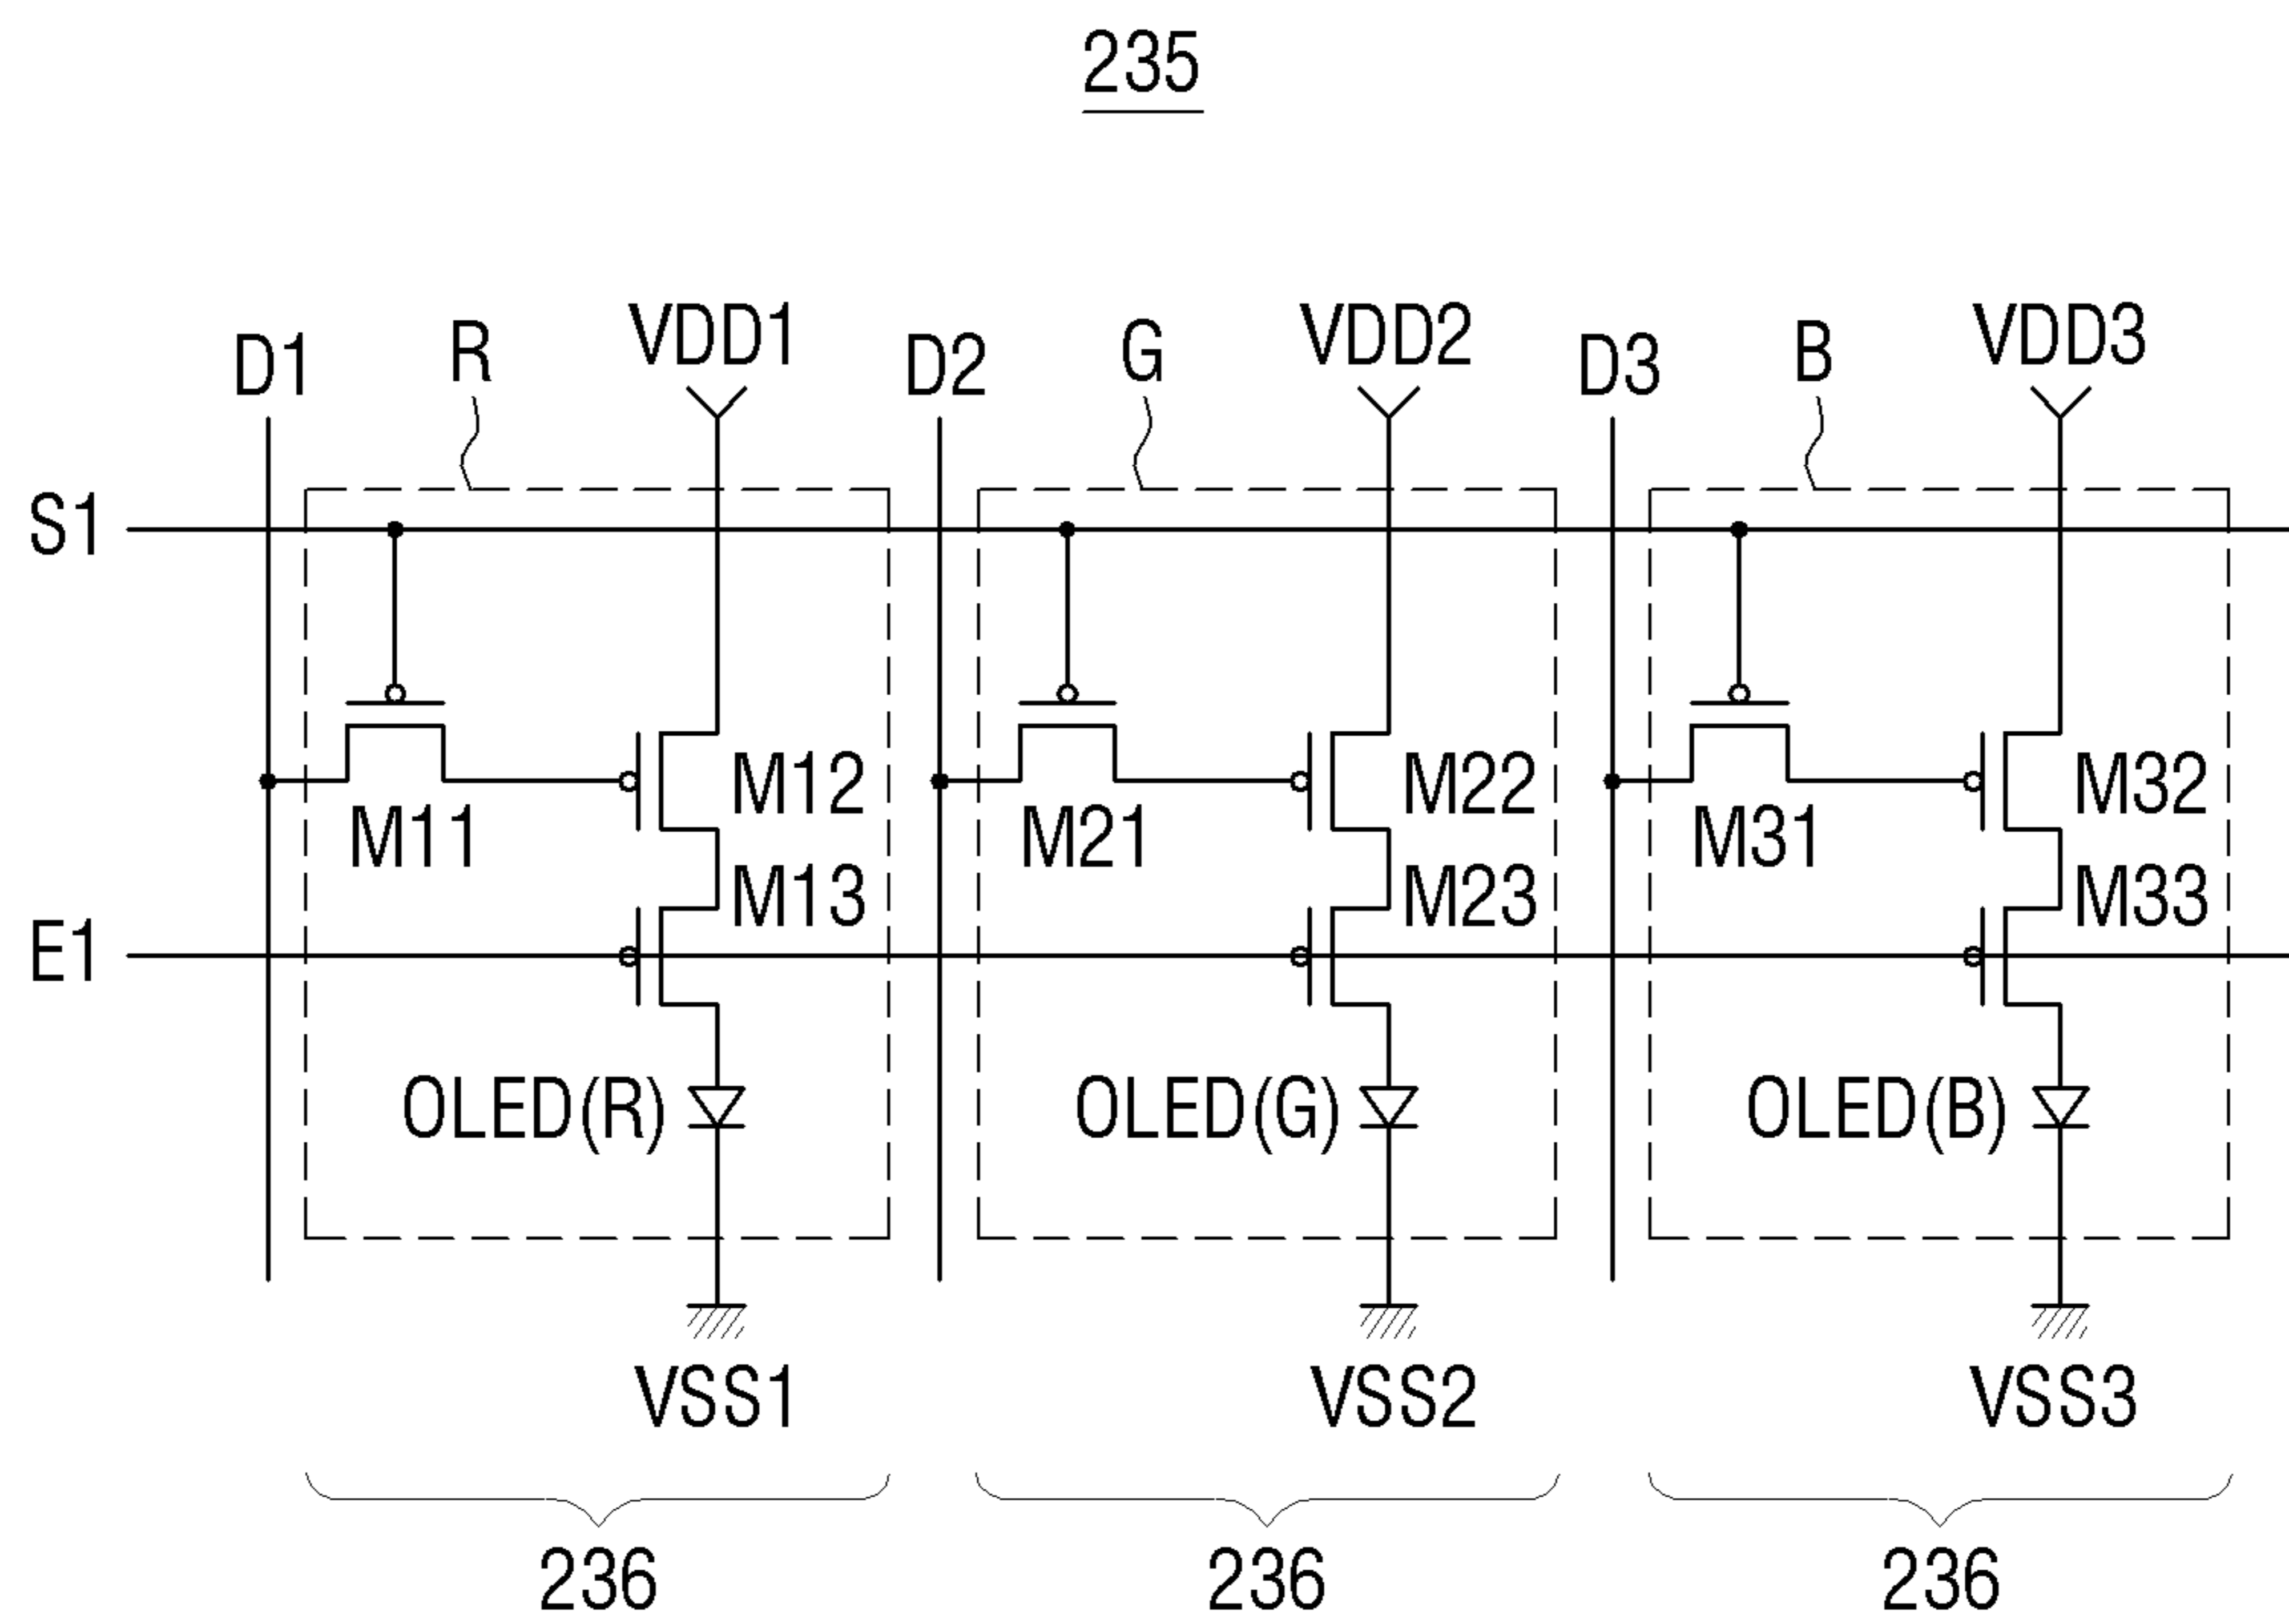 235
D1 R VDD1 D2 G VDD2 D3 B VDD3
S1
M12 M22 M32
M11 M21 M31
M13 M23 M33
E1
OLED(R) OLED(G) OLED(B)
VSS1 VSS2 VSS3
236 236 236